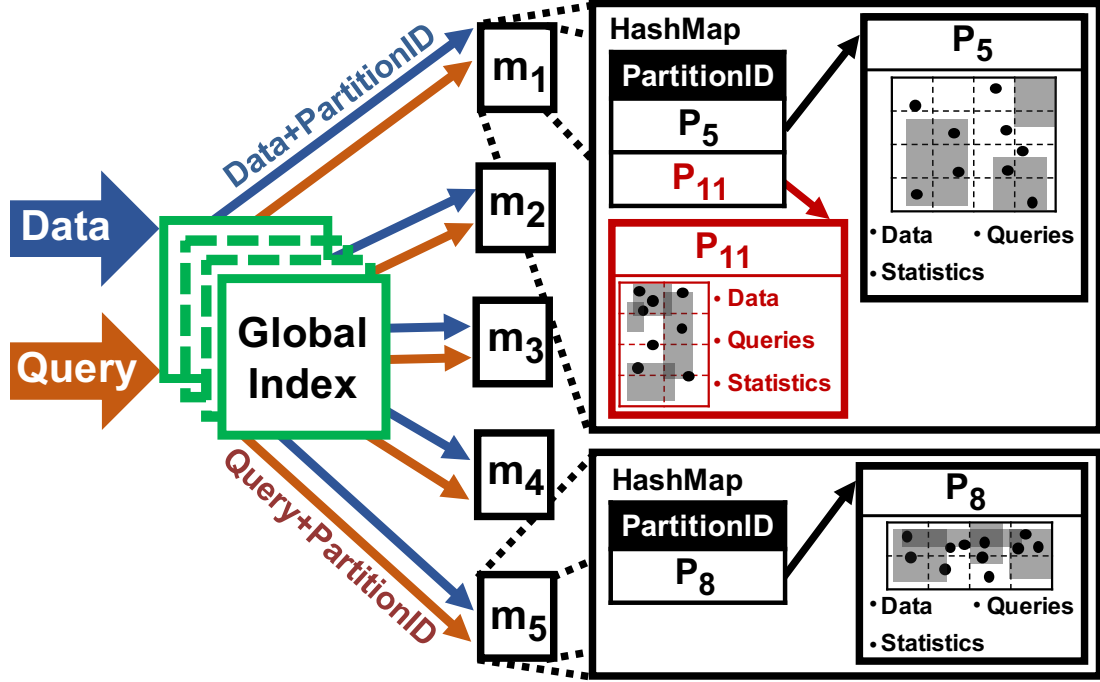 Data
Query
Data+PartitionID
Query+PartitionID
Global
Index
m1
m2
m3
m4
m5
HashMap
PartitionID
P5
P11
P5
• Data • Queries
• Statistics
P11
• Data
• Queries
• Statistics
HashMap
PartitionID
P8
P8
• Data • Queries
• Statistics